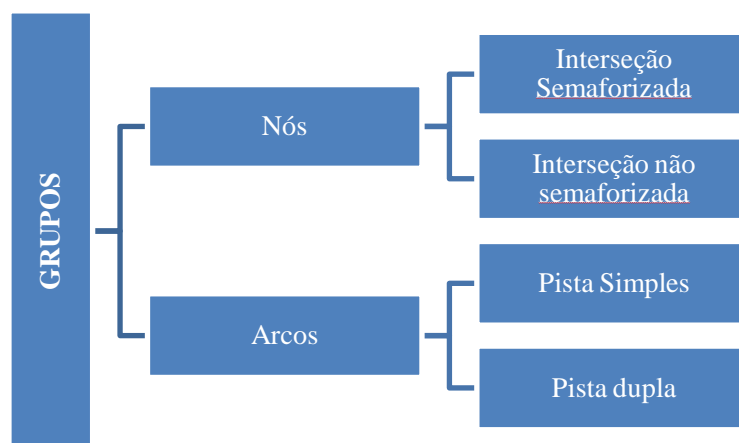 GRUPOS
Nós
Interseção
Semaforizada
Interseção não
semaforizada
Arcos
Pista Simples
Pista dupla